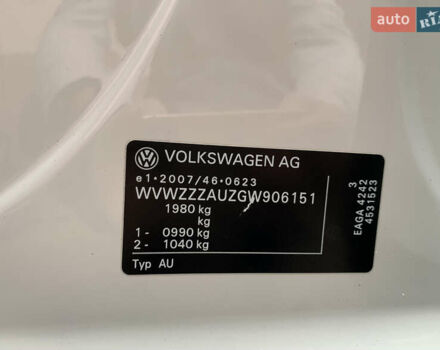 auto RIA
VOLKSWAGEN AG
e1*2007/46*0623
WVWZZZAUZGW906151
1980 kg
kg
1 - 0990 kg
2 - 1040 kg
Typ AU
3
EAGA 4242
4531523